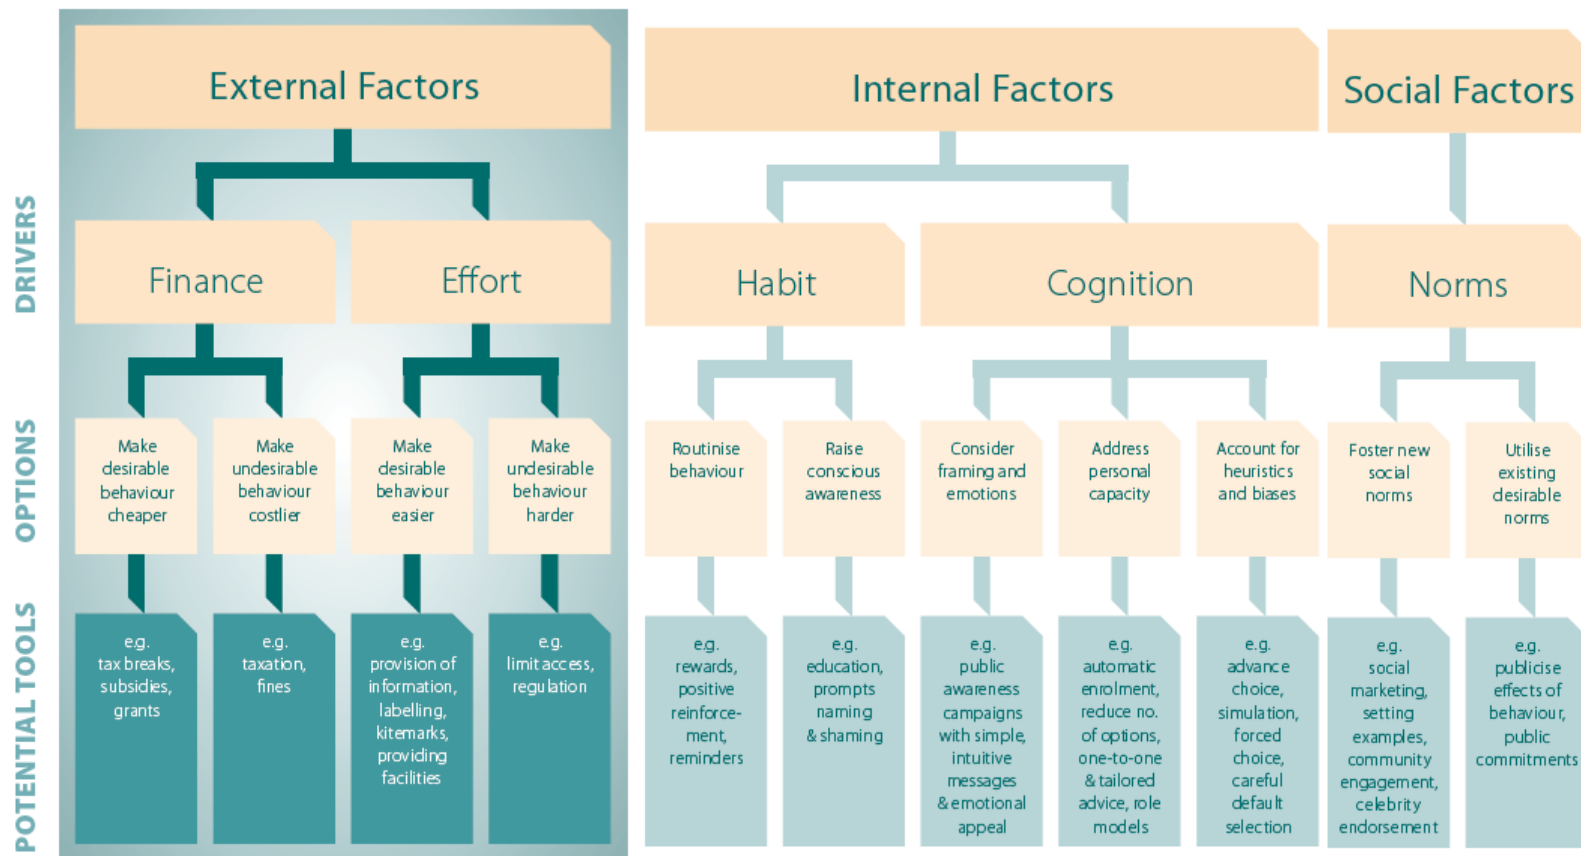 External Factors
Internal Factors
Social Factors
DRIVERS
Finance
Effort
Habit
Cognition
Norms
OPTIONS
Make
desirable
behaviour
cheaper
Make
undesirable
behaviour
costlier
Make
desirable
behaviour
easier
Make
undesirable
behaviour
harder
Routinise
behaviour
Raise
conscious
awareness
Consider
framing and
emotions
Address
personal
capacity
Account for
heuristics
and biases
Foster new
social
norms
Utilise
existing
desirable
norms
POTENTIAL TOOLS
e.g.
tax breaks,
subsidies,
grants
e.g.
taxation,
fines
e.g.
provision of
information,
labelling,
kitemarks,
providing
facilities
e.g.
limit access,
regulation
e.g.
rewards,
positive
reinforce-
ment,
reminders
e.g.
education,
prompts
naming
& shaming
e.g.
public
awareness
campaigns
with simple,
intuitive
messages
& emotional
appeal
e.g.
automatic
enrolment,
reduce no.
of options,
one-to-one
& tailored
advice, role
models
e.g.
advance
choice,
simulation,
forced
choice,
careful
default
selection
e.g.
social
marketing,
setting
examples,
community
engagement,
celebrity
endorsement
e.g.
publicise
effects of
behaviour,
public
commitments